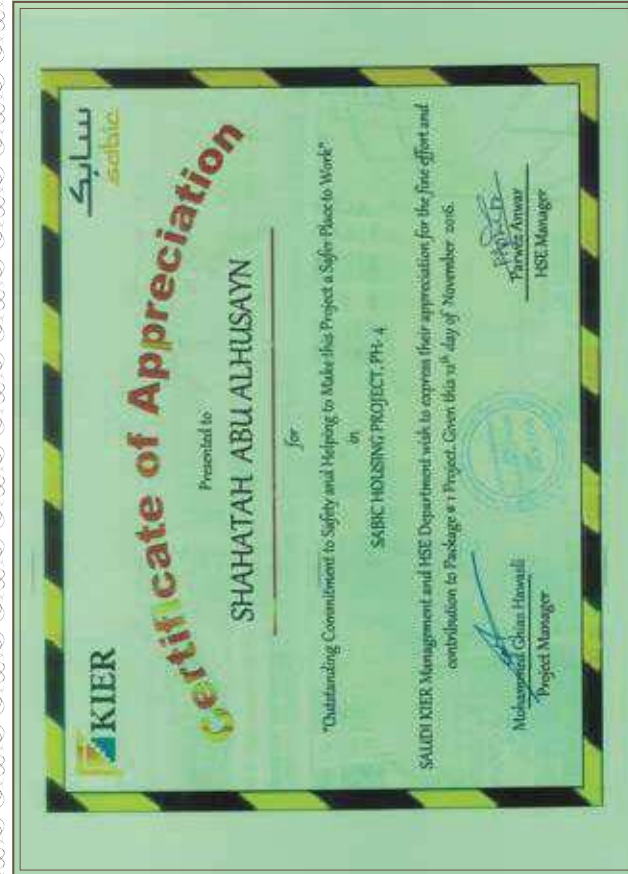 KIER
سابك
sabic
Certificate of Appreciation
Presented to
SHAHATAH ABU ALHUSAYN
for
"Outstanding Commitment to Safety and Helping to Make this Project a Safer Place to Work"
in
SABIC HOUSING PROJECT, PH- 4
SAUDI KIER Management and HSE Department wish to express their appreciation for the fine effort and
contribution to Package # 1 Project. Given this 12th day of November 2016.
Mohammed Ghias
Project Manager
Parwez Anwar
HSE Manager